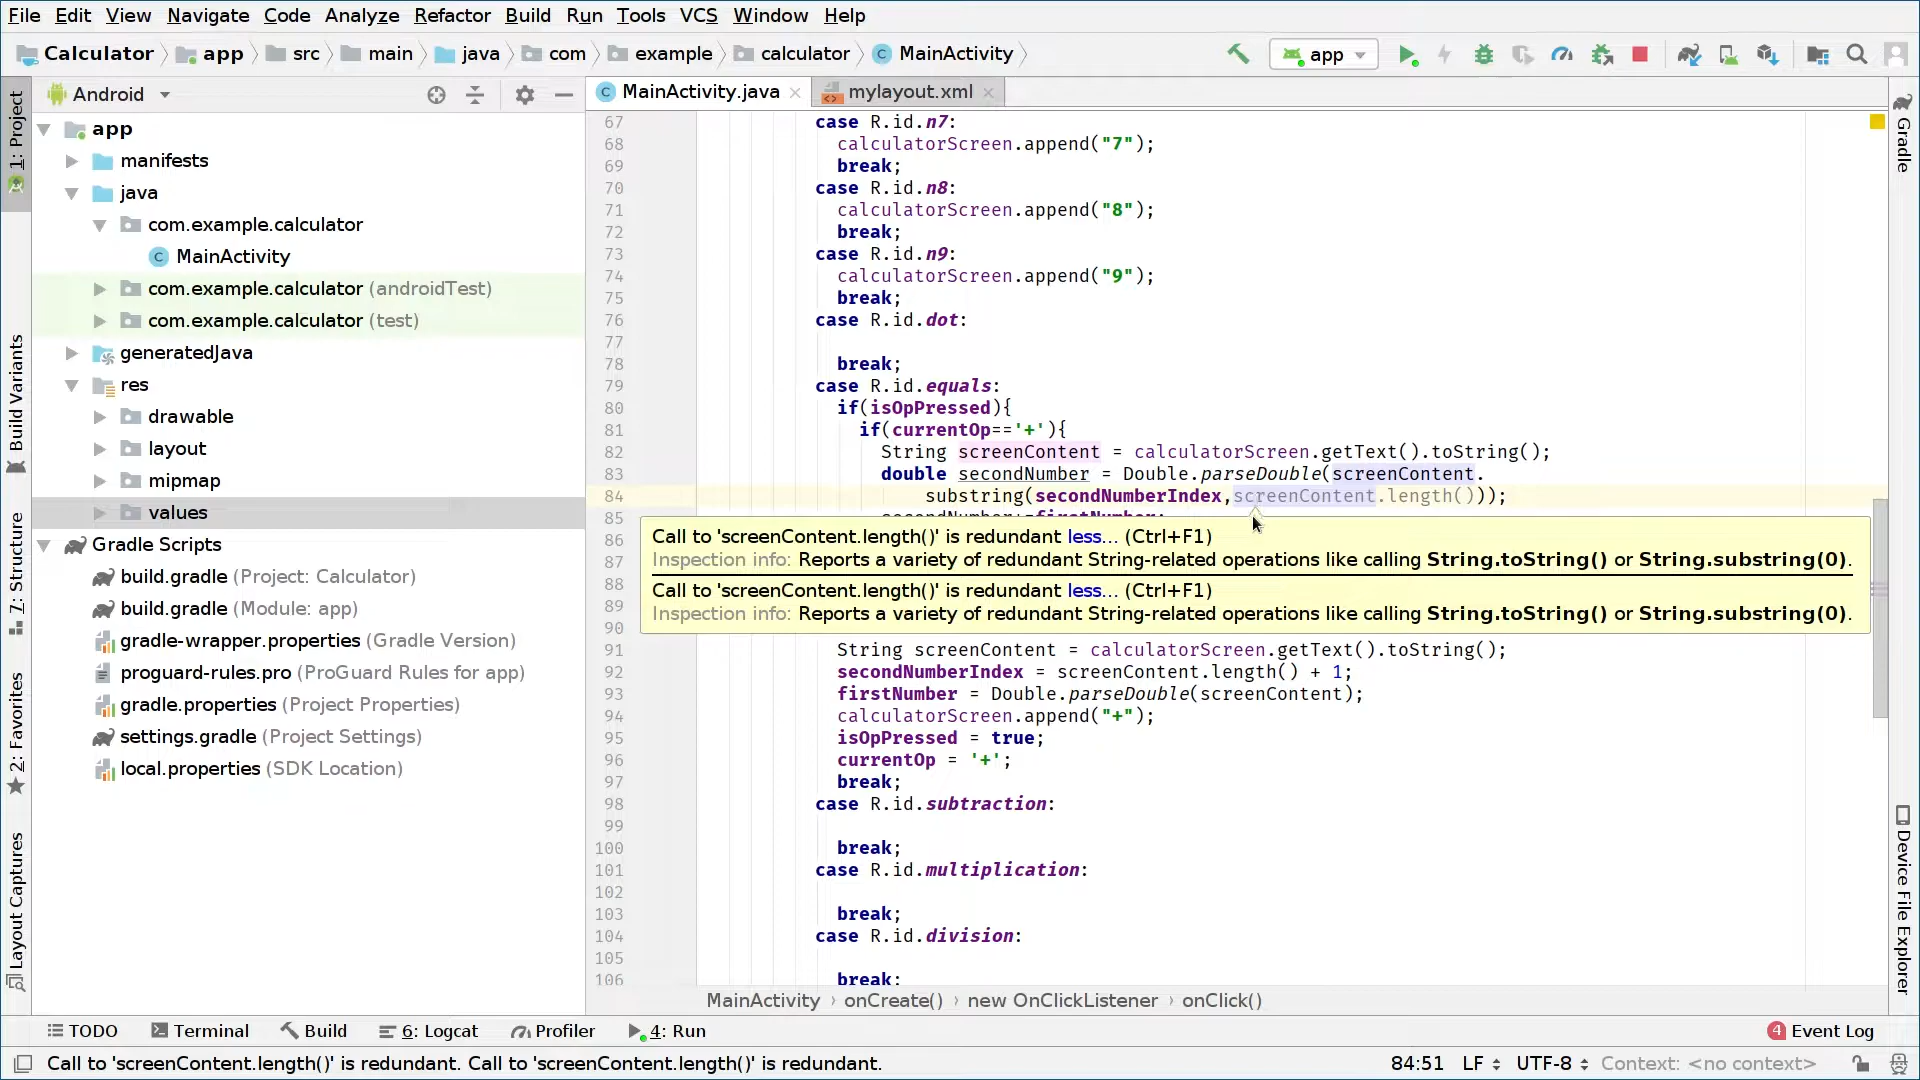 File Edit View Navigate Code Analyze Refactor Build Run Tools VCS Window Help
Calculator app src main java com example calculator MainActivity app
1: Project
Build Variants
7: Structure
2: Favorites
Layout Captures
Android
app
manifests
java
com.example.calculator
MainActivity
com.example.calculator (androidTest)
com.example.calculator (test)
generatedJava
res
drawable
layout
mipmap
values
Gradle Scripts
build.gradle (Project: Calculator)
build.gradle (Module: app)
gradle-wrapper.properties (Gradle Version)
proguard-rules.pro (ProGuard Rules for app)
gradle.properties (Project Properties)
settings.gradle (Project Settings)
local.properties (SDK Location)
MainActivity.java mylayout.xml
67 case R.id.n7:
68 calculatorScreen.append("7");
69 break;
70 case R.id.n8:
71 calculatorScreen.append("8");
72 break;
73 case R.id.n9:
74 calculatorScreen.append("9");
75 break;
76 case R.id.dot:
77
78 break;
79 case R.id.equals:
80 if(isOpPressed){
81 if(currentOp=='+'){
82 String screenContent = calculatorScreen.getText().toString();
83 double secondNumber = Double.parseDouble(screenContent.
84 substring(secondNumberIndex,screenContent.length()));
85 secondNumber+=firstNumber;
86 Call to 'screenContent.length()' is redundant less... (Ctrl+F1)
87 Inspection info: Reports a variety of redundant String-related operations like calling String.toString() or String.substring(0).
88 Call to 'screenContent.length()' is redundant less... (Ctrl+F1)
89 Inspection info: Reports a variety of redundant String-related operations like calling String.toString() or String.substring(0).
90
91 String screenContent = calculatorScreen.getText().toString();
92 secondNumberIndex = screenContent.length() + 1;
93 firstNumber = Double.parseDouble(screenContent);
94 calculatorScreen.append("+");
95 isOpPressed = true;
96 currentOp = '+';
97 break;
98 case R.id.subtraction:
99
100 break;
101 case R.id.multiplication:
102
103 break;
104 case R.id.division:
105
106 break;
MainActivity › onCreate() › new OnClickListener › onClick()
Gradle
Device File Explorer
TODO Terminal Build 6: Logcat Profiler 4: Run 4 Event Log
Call to 'screenContent.length()' is redundant. Call to 'screenContent.length()' is redundant. 84:51 LF UTF-8 Context: <no context>